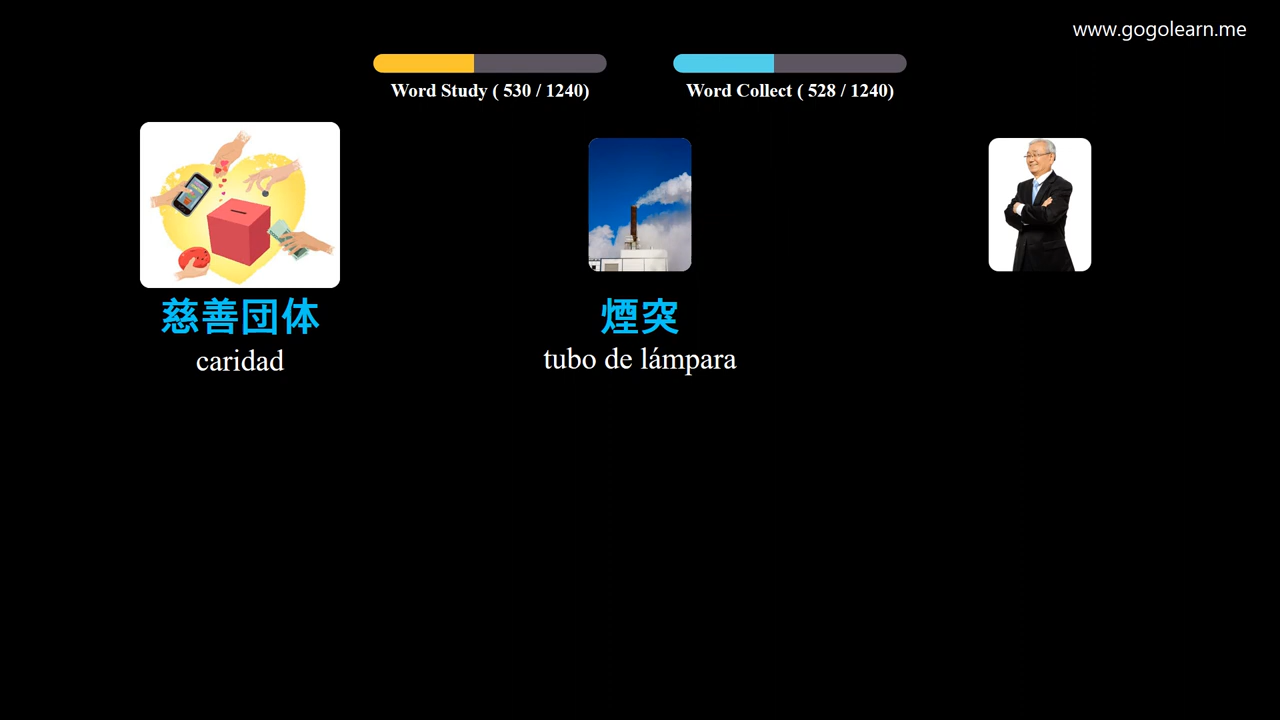 www.gogolearn.me
Word Study ( 530 / 1240)
Word Collect ( 528 / 1240)
慈善団体
caridad
煙突
tubo de lámpara